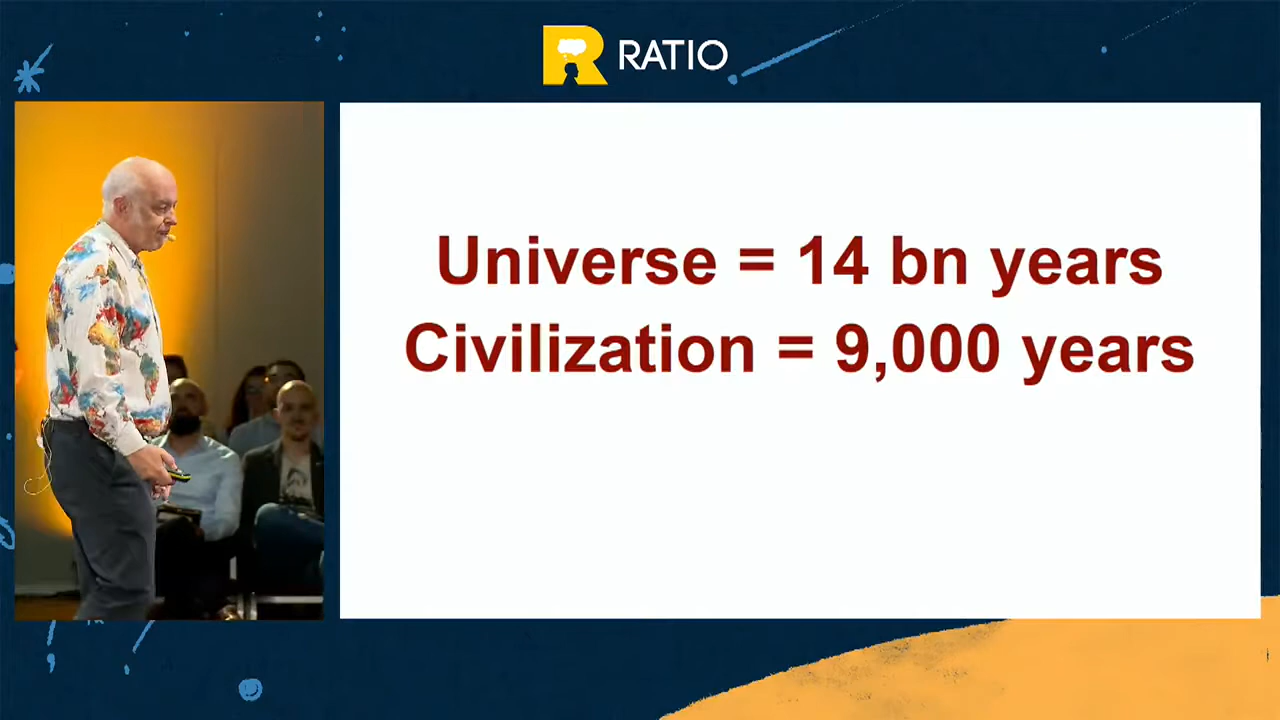 RATIO
Universe = 14 bn years
Civilization = 9,000 years